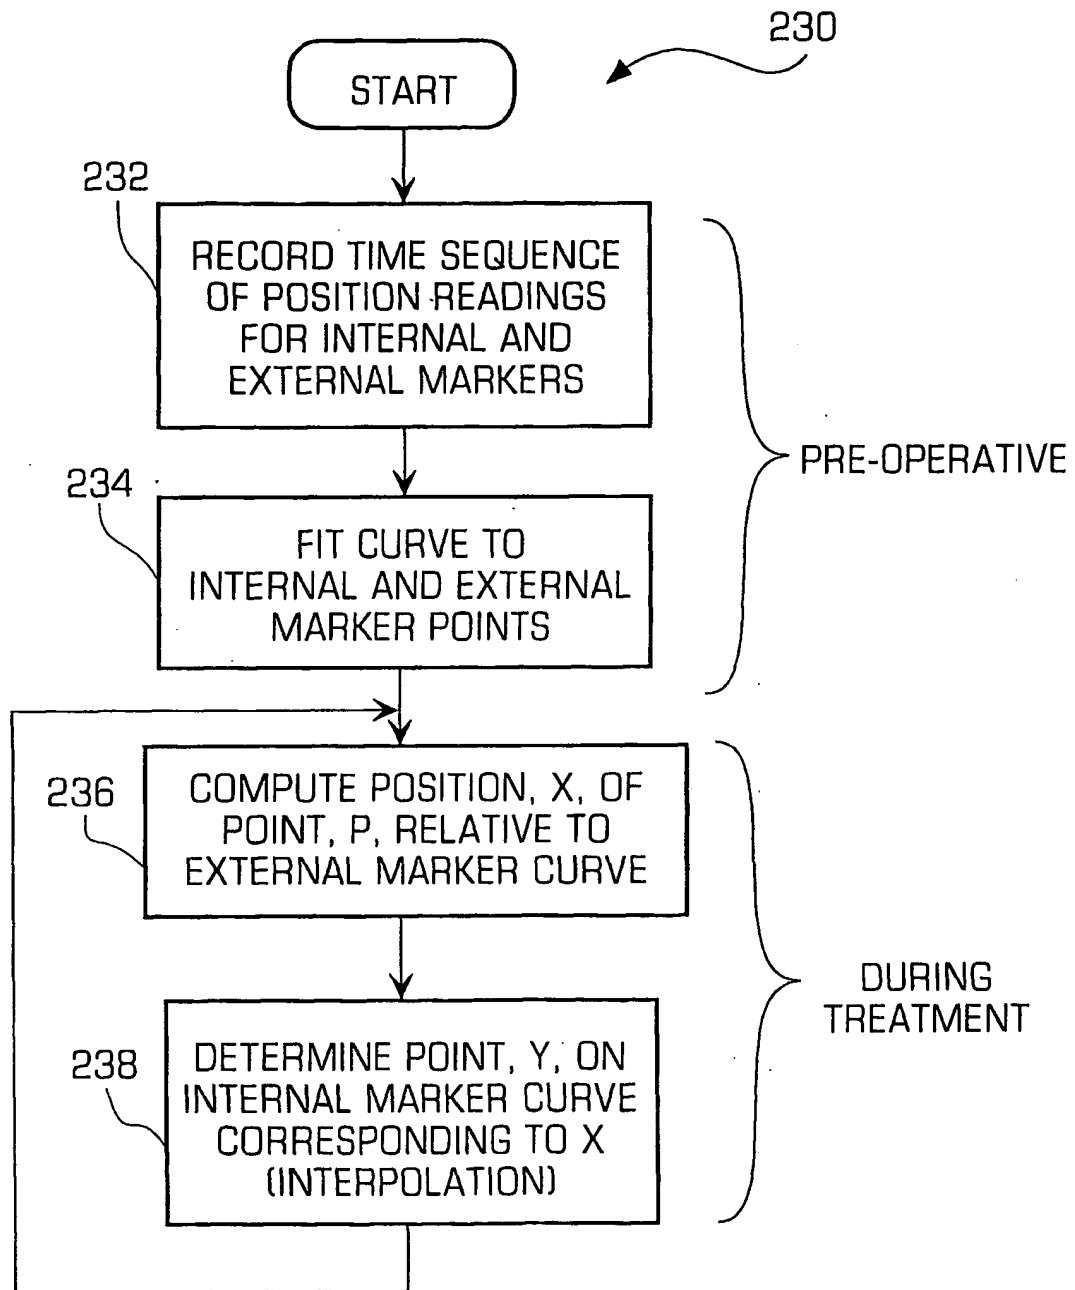 230
START
232
RECORD TIME SEQUENCE
OF POSITION READINGS
FOR INTERNAL AND
EXTERNAL MARKERS
PRE-OPERATIVE
234
FIT CURVE TO
INTERNAL AND EXTERNAL
MARKER POINTS
236
COMPUTE POSITION, X, OF
POINT, P, RELATIVE TO
EXTERNAL MARKER CURVE
DURING
TREATMENT
238
DETERMINE POINT, Y, ON
INTERNAL MARKER CURVE
CORRESPONDING TO X
(INTERPOLATION)